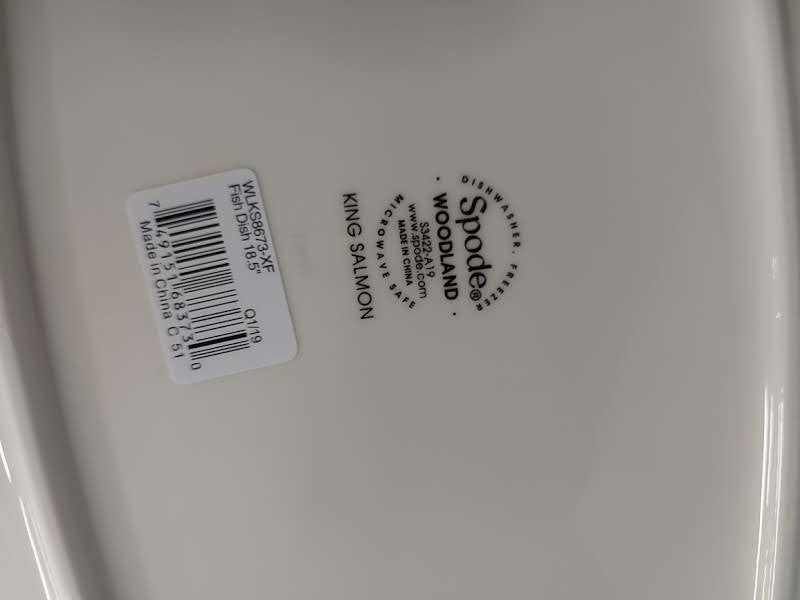 DISHWASHER, FREEZER
Spode®
· WOODLAND ·
S3422-A19
www.spode.com
MADE IN CHINA
MICROWAVE SAFE
KING SALMON
WLKS8673-XF Q1/19
Fish Dish 18.5"
7 49151 68373 0
Made in China C 51